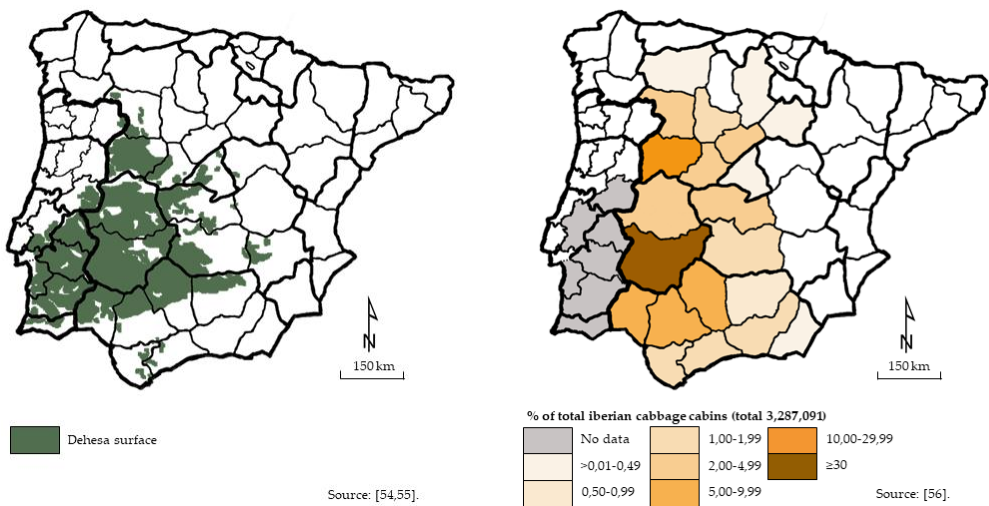 N
150 km
Dehesa surface
Source: [54,55].
N
150 km
% of total iberian cabbage cabins (total 3,287,091)
No data
>0,01-0,49
0,50-0,99
1,00-1,99
2,00-4,99
5,00-9,99
10,00-29,99
≥30
Source: [56].